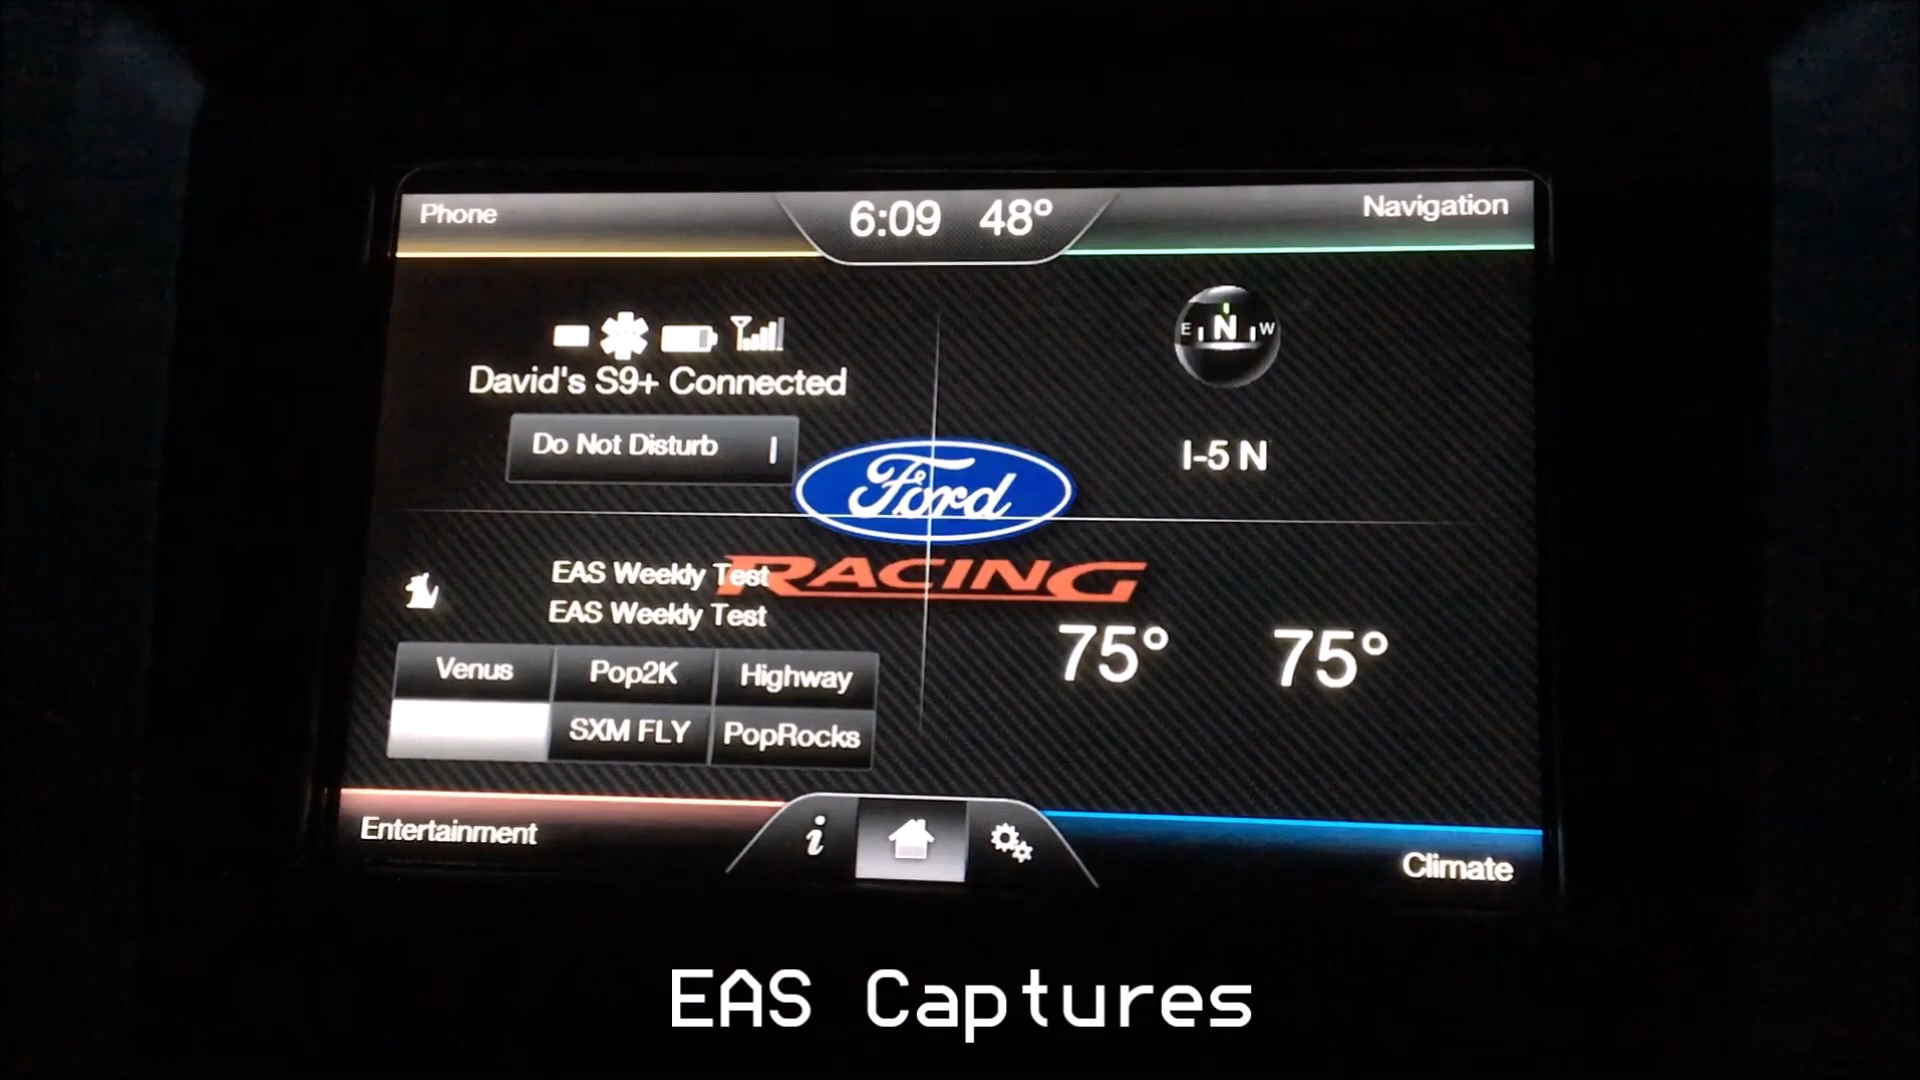 Phone
6:09 48°
Navigation
David's S9+ Connected
Do Not Disturb
E N W
I-5 N
Ford
RACING
EAS Weekly Test
EAS Weekly Test
75° 75°
Venus Pop2K Highway
SXM FLY PopRocks
Entertainment
i
Climate
EAS Captures